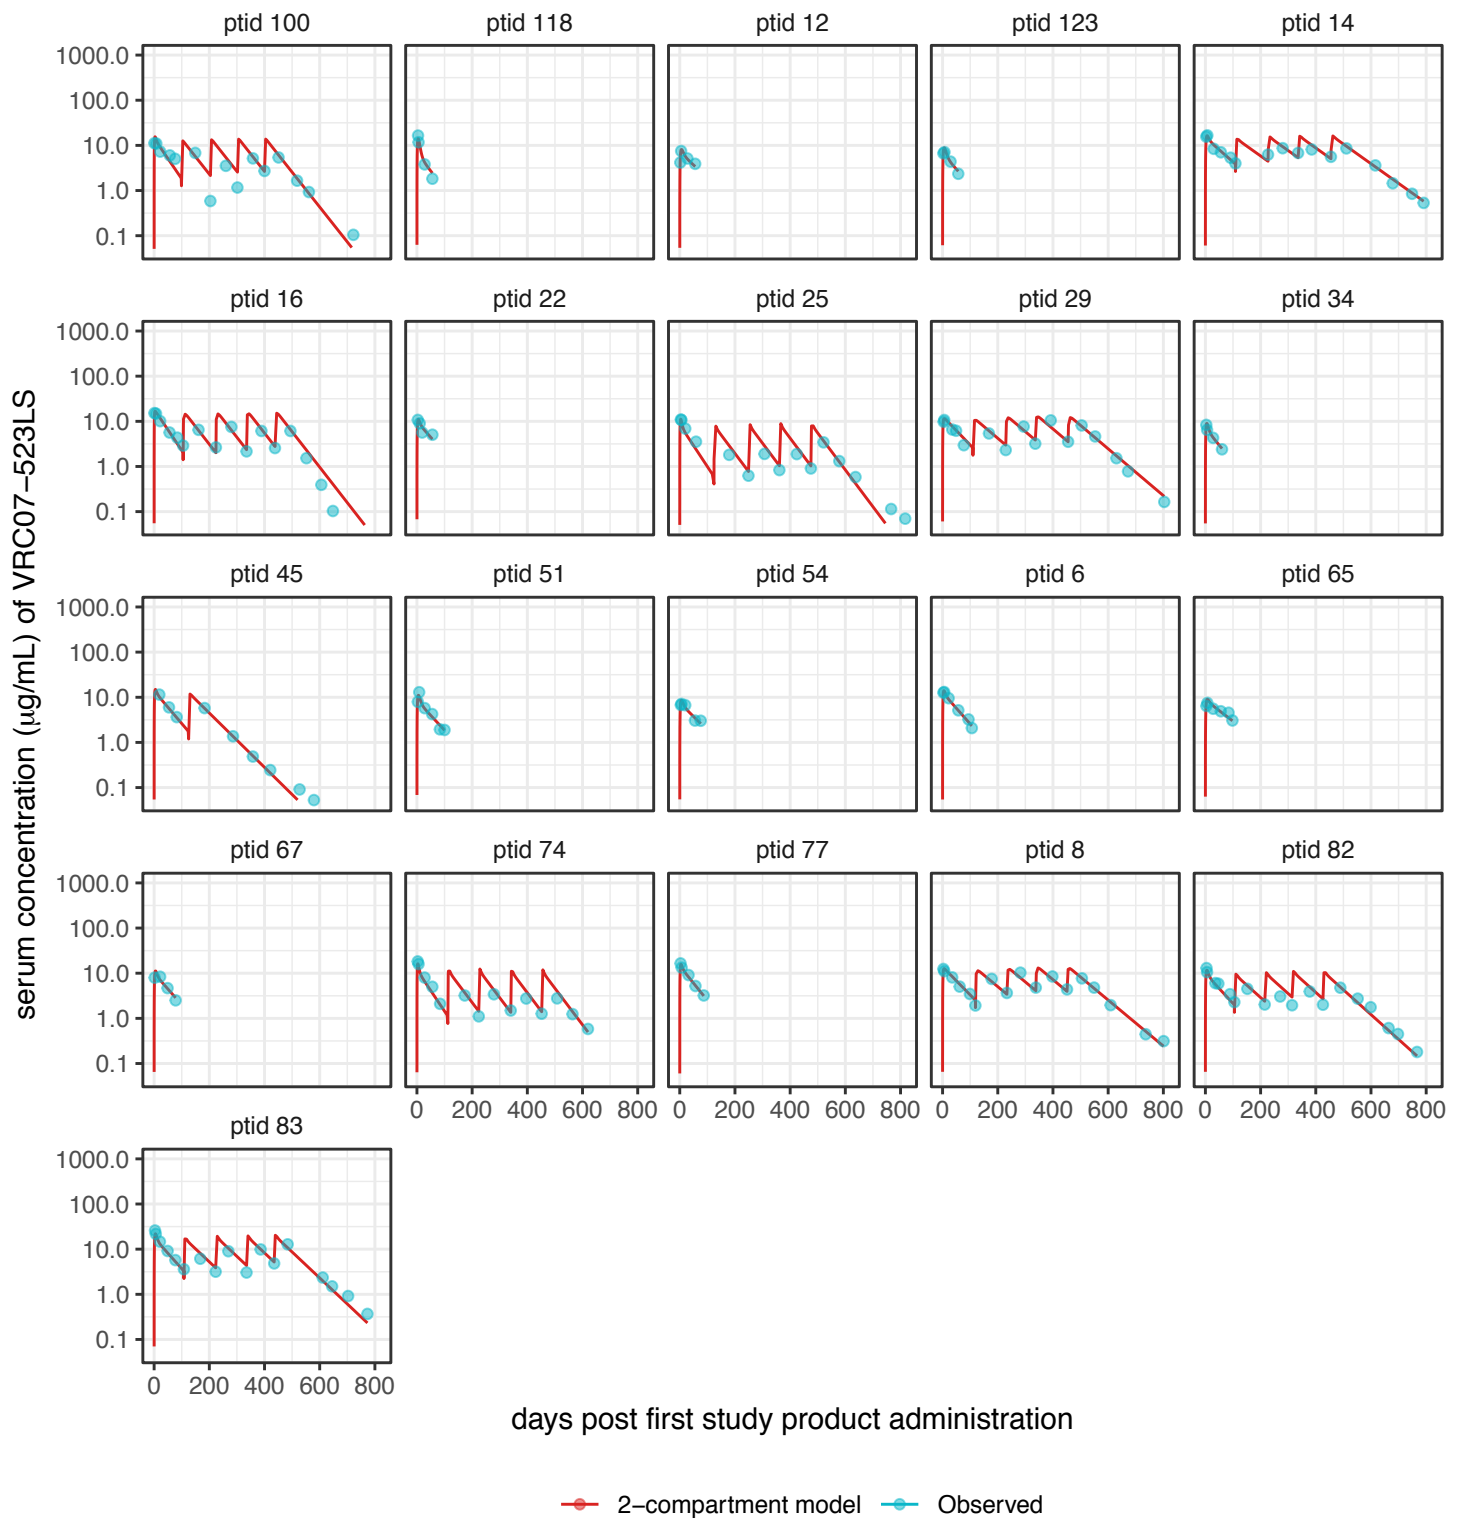 ptid 100 ptid 118 ptid 12 ptid 123 ptid 14
1000.0
100.0
10.0
1.0
0.1
ptid 16 ptid 22 ptid 25 ptid 29 ptid 34
1000.0
100.0
10.0
1.0
0.1
serum concentration (μg/mL) of VRC07−523LS
ptid 45 ptid 51 ptid 54 ptid 6 ptid 65
1000.0
100.0
10.0
1.0
0.1
ptid 67 ptid 74 ptid 77 ptid 8 ptid 82
1000.0
100.0
10.0
1.0
0.1
0 200 400 600 800 0 200 400 600 800 0 200 400 600 800 0 200 400 600 800
ptid 83
1000.0
100.0
10.0
1.0
0.1
0 200 400 600 800
days post first study product administration
2−compartment model Observed